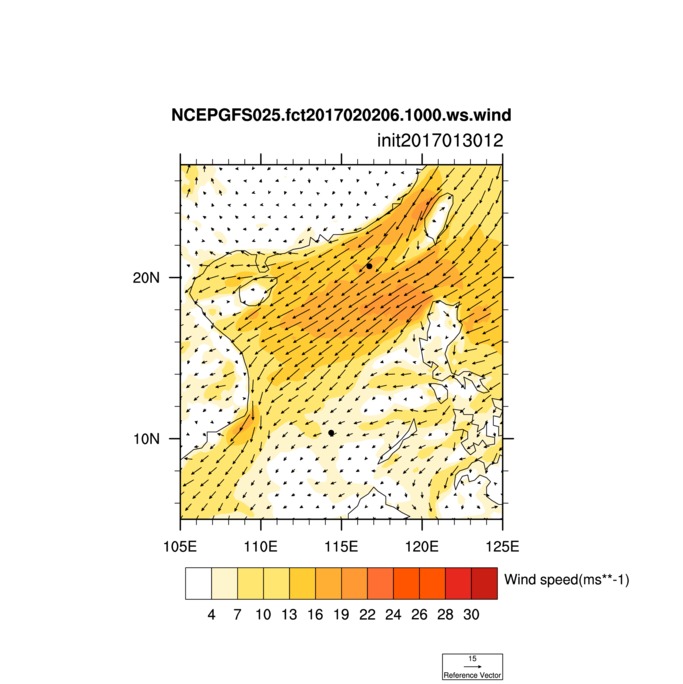 NCEPGFS025.fct2017020206.1000.ws.wind
init2017013012
20N
10N
105E 110E 115E 120E 125E
Wind speed(ms**-1)
4 7 10 13 16 19 22 24 26 28 30
15
Reference Vector